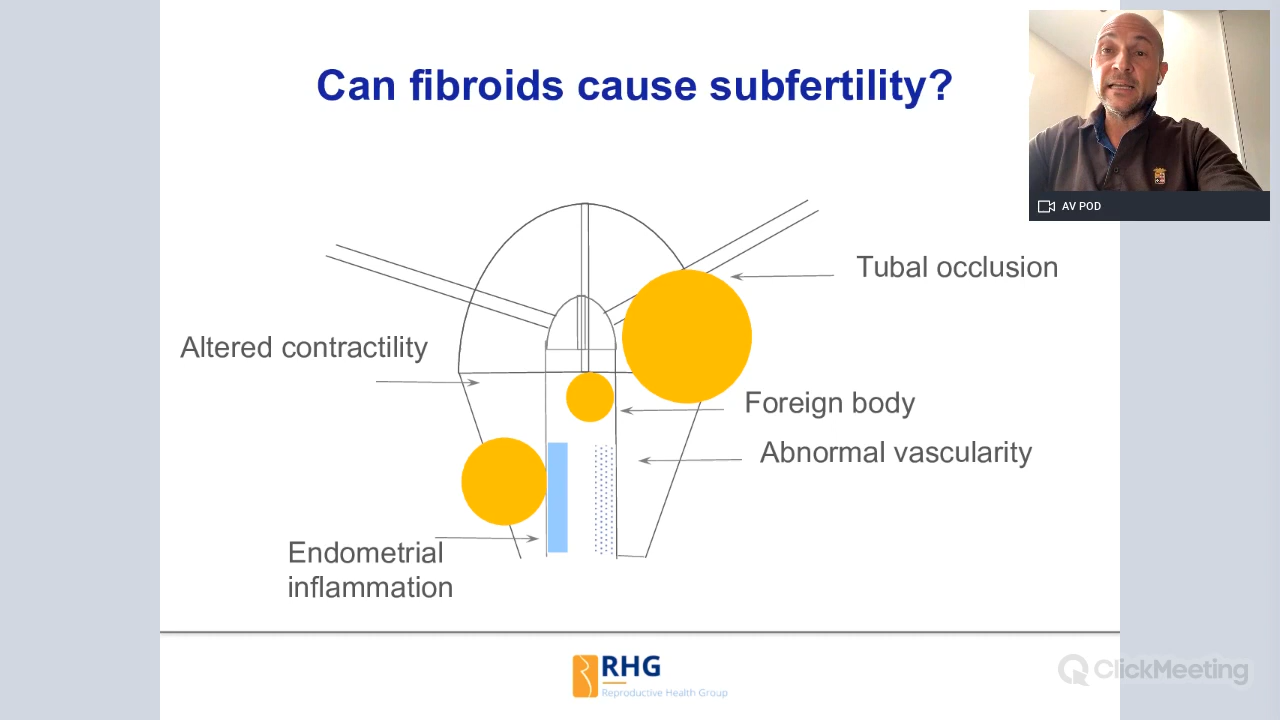 Can fibroids cause subfertility?
AV POD
Tubal occlusion
Altered contractility
Foreign body
Abnormal vascularity
Endometrial
inflammation
RHG
Reproductive Health Group
ClickMeeting